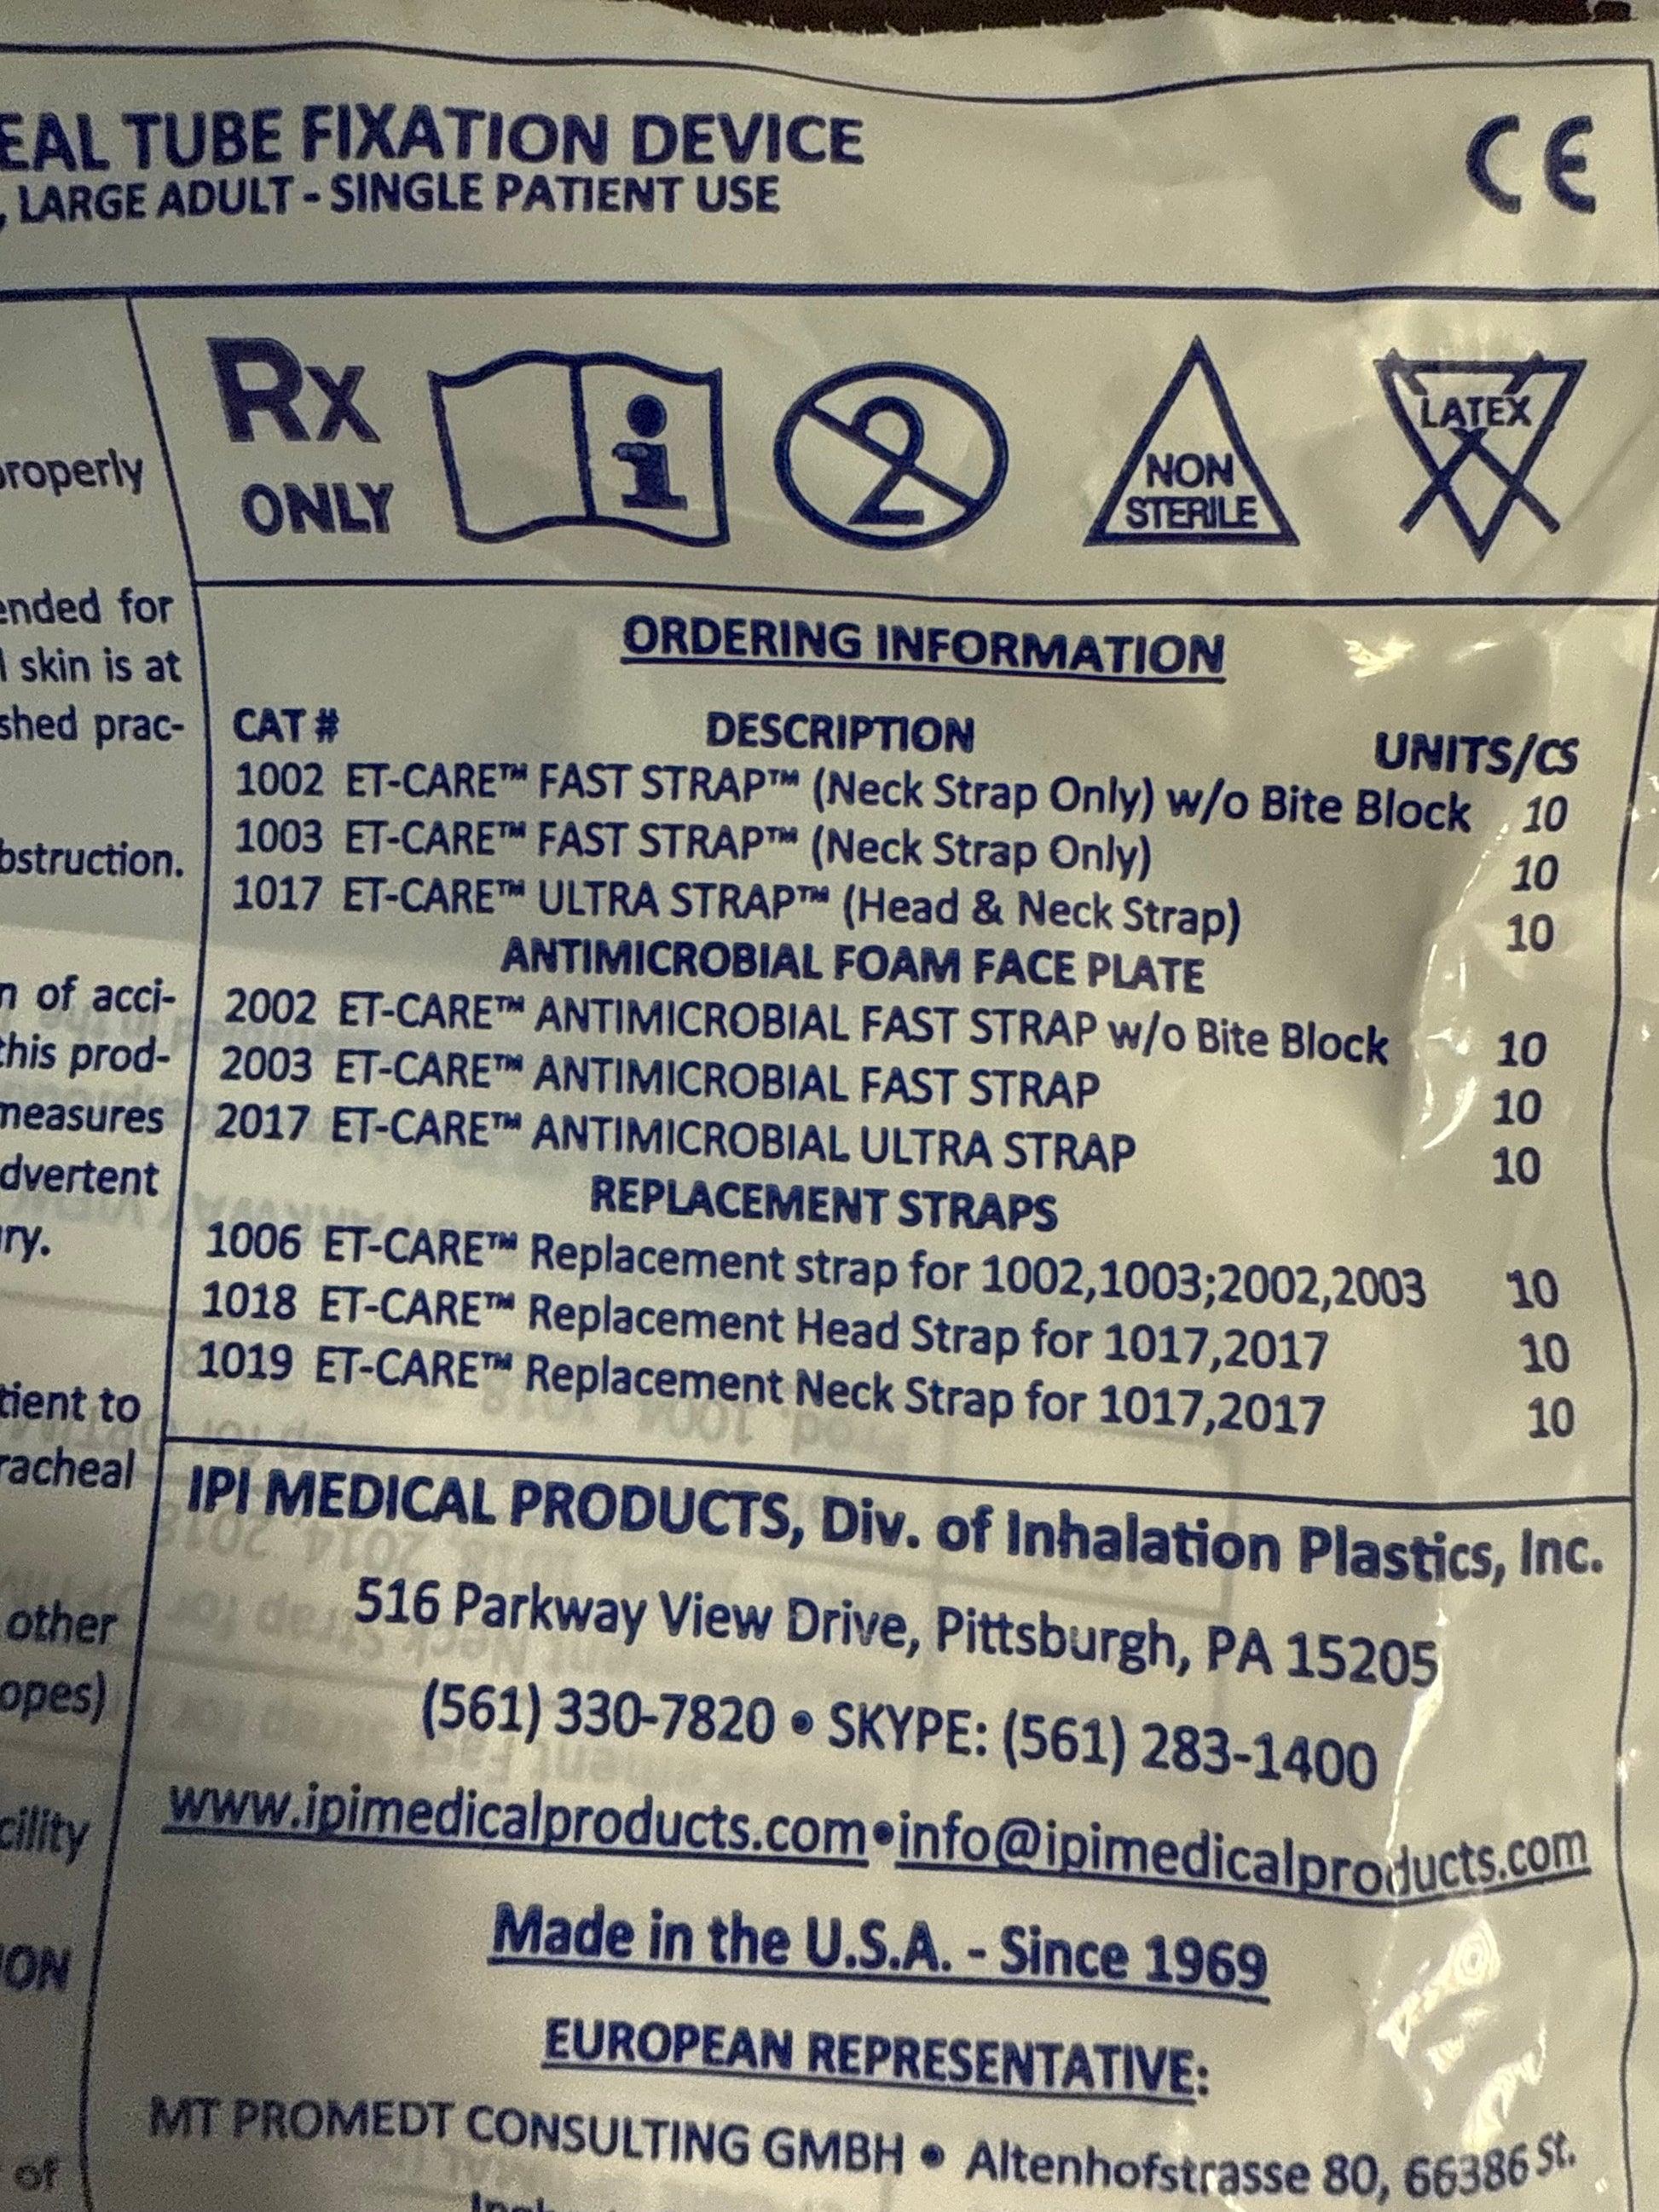 EAL TUBE FIXATION DEVICE
, LARGE ADULT - SINGLE PATIENT USE
CE
Rx
ONLY
i
2
NON
STERILE
LATEX
roperly
ended for
l skin is at
shed prac-
bstruction.
n of acci-
this prod-
measures
dvertent
ry.
tient to
racheal
other
opes)
cility
ION
of
ORDERING INFORMATION
CAT # DESCRIPTION UNITS/CS
1002 ET-CARE™ FAST STRAP™ (Neck Strap Only) w/o Bite Block 10
1003 ET-CARE™ FAST STRAP™ (Neck Strap Only) 10
1017 ET-CARE™ ULTRA STRAP™ (Head & Neck Strap) 10
ANTIMICROBIAL FOAM FACE PLATE
2002 ET-CARE™ ANTIMICROBIAL FAST STRAP w/o Bite Block 10
2003 ET-CARE™ ANTIMICROBIAL FAST STRAP 10
2017 ET-CARE™ ANTIMICROBIAL ULTRA STRAP 10
REPLACEMENT STRAPS
1006 ET-CARE™ Replacement strap for 1002,1003;2002,2003 10
1018 ET-CARE™ Replacement Head Strap for 1017,2017 10
1019 ET-CARE™ Replacement Neck Strap for 1017,2017 10
IPI MEDICAL PRODUCTS, Div. of Inhalation Plastics, Inc.
516 Parkway View Drive, Pittsburgh, PA 15205
(561) 330-7820 • SKYPE: (561) 283-1400
www.ipimedicalproducts.com•info@ipimedicalproducts.com
Made in the U.S.A. - Since 1969
EUROPEAN REPRESENTATIVE:
MT PROMEDT CONSULTING GMBH • Altenhofstrasse 80, 66386 St.